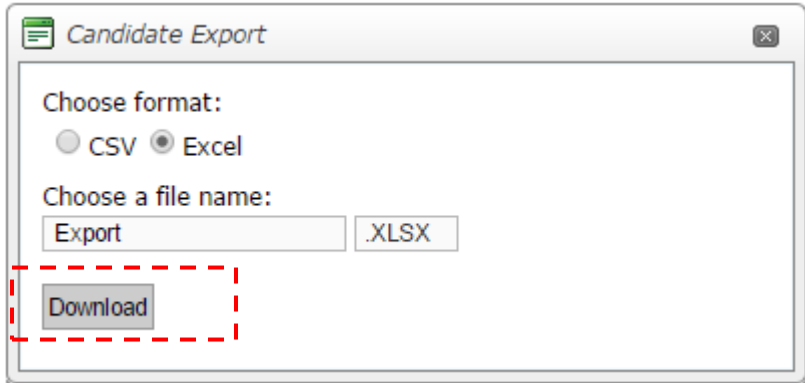 Candidate Export
Choose format:
CSV Excel
Choose a file name:
Export .XLSX
Download